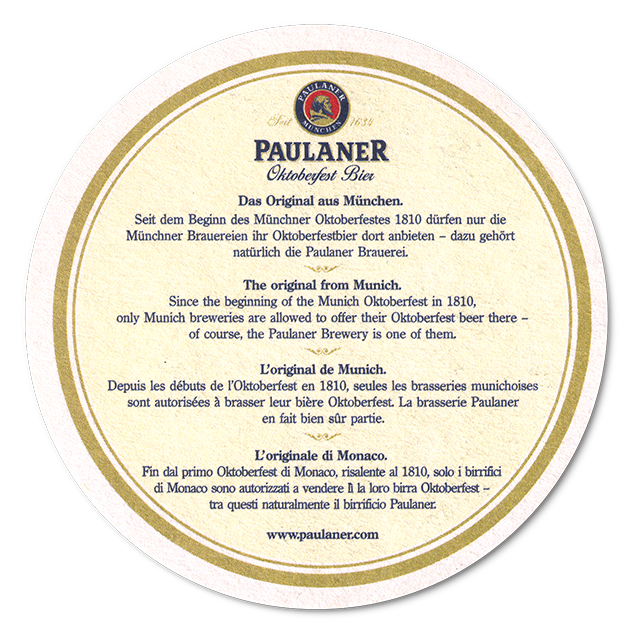 PAULANER
MÜNCHEN
Seit 1634
PAULANER
Oktoberfest Bier
Das Original aus München.
Seit dem Beginn des Münchner Oktoberfestes 1810 dürfen nur die
Münchner Brauereien ihr Oktoberfestbier dort anbieten – dazu gehört
natürlich die Paulaner Brauerei.
The original from Munich.
Since the beginning of the Munich Oktoberfest in 1810,
only Munich breweries are allowed to offer their Oktoberfest beer there –
of course, the Paulaner Brewery is one of them.
L'original de Munich.
Depuis les débuts de l'Oktoberfest en 1810, seules les brasseries munichoises
sont autorisées à brasser leur bière Oktoberfest. La brasserie Paulaner
en fait bien sûr partie.
L'originale di Monaco.
Fin dal primo Oktoberfest di Monaco, risalente al 1810, solo i birrifici
di Monaco sono autorizzati a vendere lì la loro birra Oktoberfest –
tra questi naturalmente il birrificio Paulaner.
www.paulaner.com